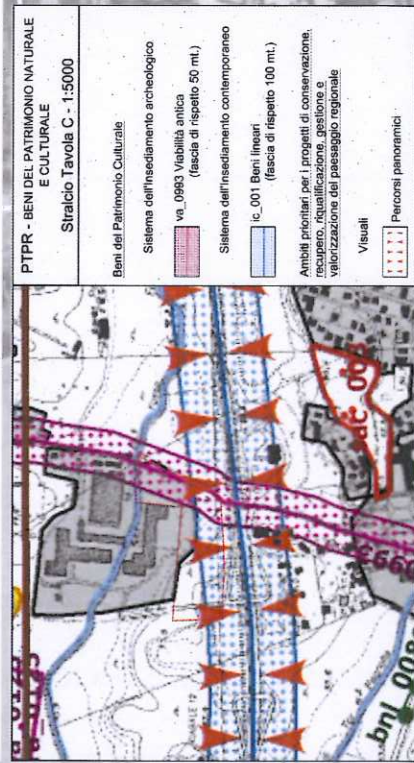 PTPR - BENI DEL PATRIMONIO NATURALE
E CULTURALE
Stralcio Tavola C - 1:5000
Beni del Patrimonio Culturale
Sistema dell'insediamento archeologico
va_0993 Viabilità antica
(fascia di rispetto 50 mt.)
Sistema dell'insediamento contemporaneo
ic_001 Beni lineari
(fascia di rispetto 100 mt.)
Ambiti prioritari per i progetti di conservazione,
recupero, riqualificazione, gestione e
valorizzazione del paesaggio regionale
Visuali
Percorsi panoramici